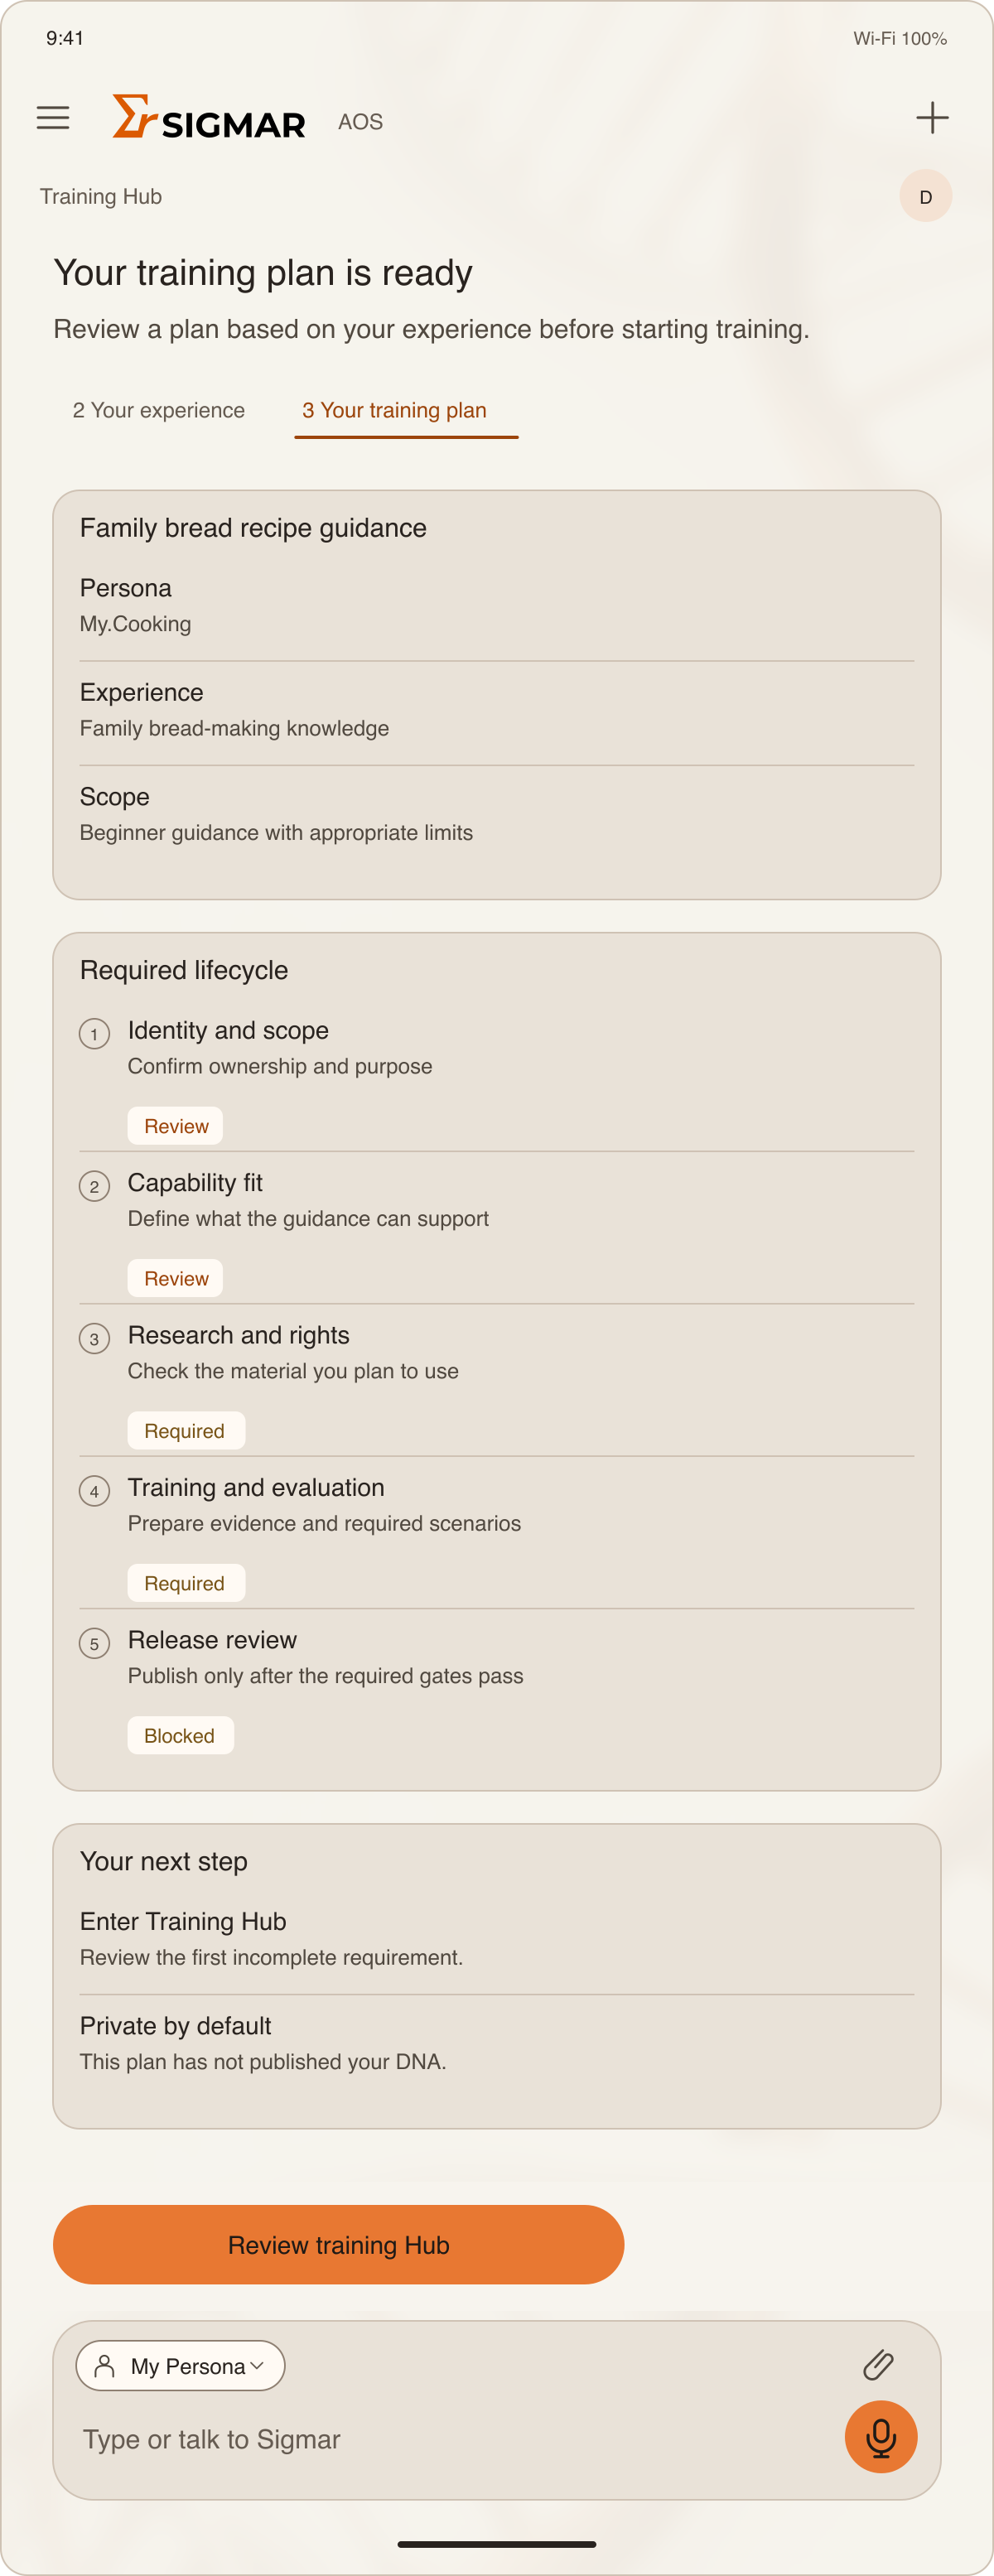 9:41
Wi-Fi 100%
Σr SIGMAR AOS
Training Hub
D
Your training plan is ready
Review a plan based on your experience before starting training.
2 Your experience
3 Your training plan
Family bread recipe guidance
Persona
My.Cooking
Experience
Family bread-making knowledge
Scope
Beginner guidance with appropriate limits
Required lifecycle
1 Identity and scope
Confirm ownership and purpose
Review
2 Capability fit
Define what the guidance can support
Review
3 Research and rights
Check the material you plan to use
Required
4 Training and evaluation
Prepare evidence and required scenarios
Required
5 Release review
Publish only after the required gates pass
Blocked
Your next step
Enter Training Hub
Review the first incomplete requirement.
Private by default
This plan has not published your DNA.
Review training Hub
My Persona
Type or talk to Sigmar